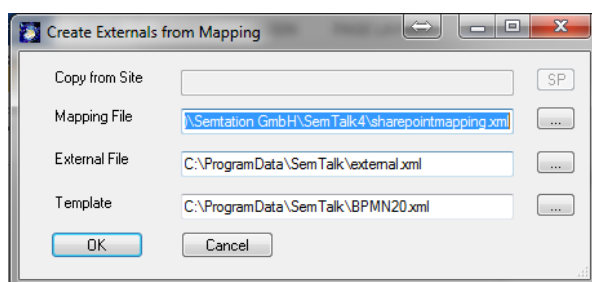 Create Externals from Mapping
Copy from Site
SP
Mapping File
)\Semtation GmbH\SemTalk4\sharepointmapping.xml
...
External File
C:\ProgramData\SemTalk\external.xml
...
Template
C:\ProgramData\SemTalk\BPMN20.xml
...
OK
Cancel